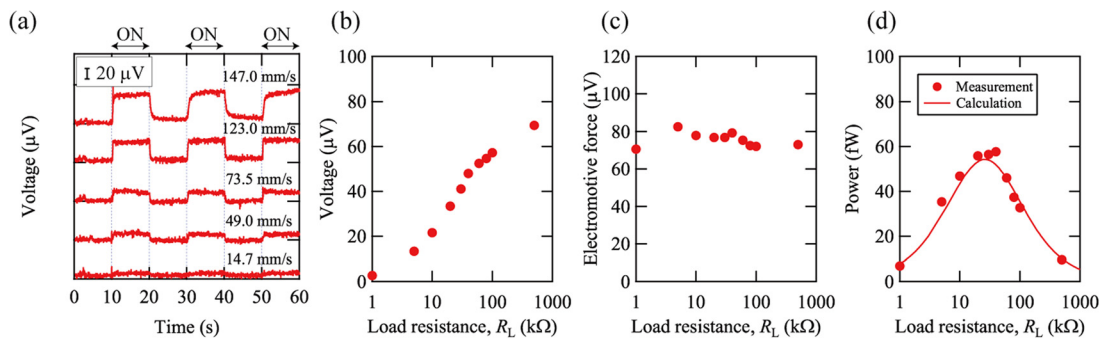 (a)
ON ON ON
I 20 μV
147.0 mm/s
123.0 mm/s
73.5 mm/s
49.0 mm/s
14.7 mm/s
Voltage (μV)
0 10 20 30 40 50 60
Time (s)
(b)
100
80
60
40
20
0
Voltage (μV)
1 10 100 1000
Load resistance, RL (kΩ)
(c)
120
100
80
60
40
20
0
Electromotive force (μV)
1 10 100 1000
Load resistance, RL (kΩ)
(d)
100
80
60
40
20
0
Power (fW)
Measurement
Calculation
1 10 100 1000
Load resistance, RL (kΩ)